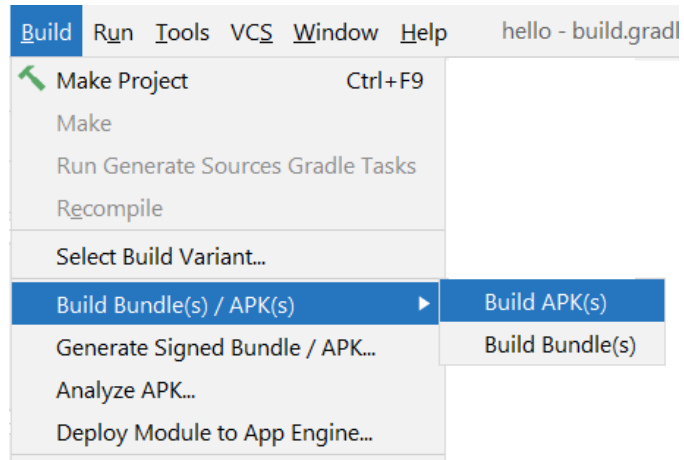 Build Run Tools VCS Window Help hello - build.gradl
Make Project Ctrl+F9
Make
Run Generate Sources Gradle Tasks
Recompile
Select Build Variant...
Build Bundle(s) / APK(s) Build APK(s)
Generate Signed Bundle / APK... Build Bundle(s)
Analyze APK...
Deploy Module to App Engine...